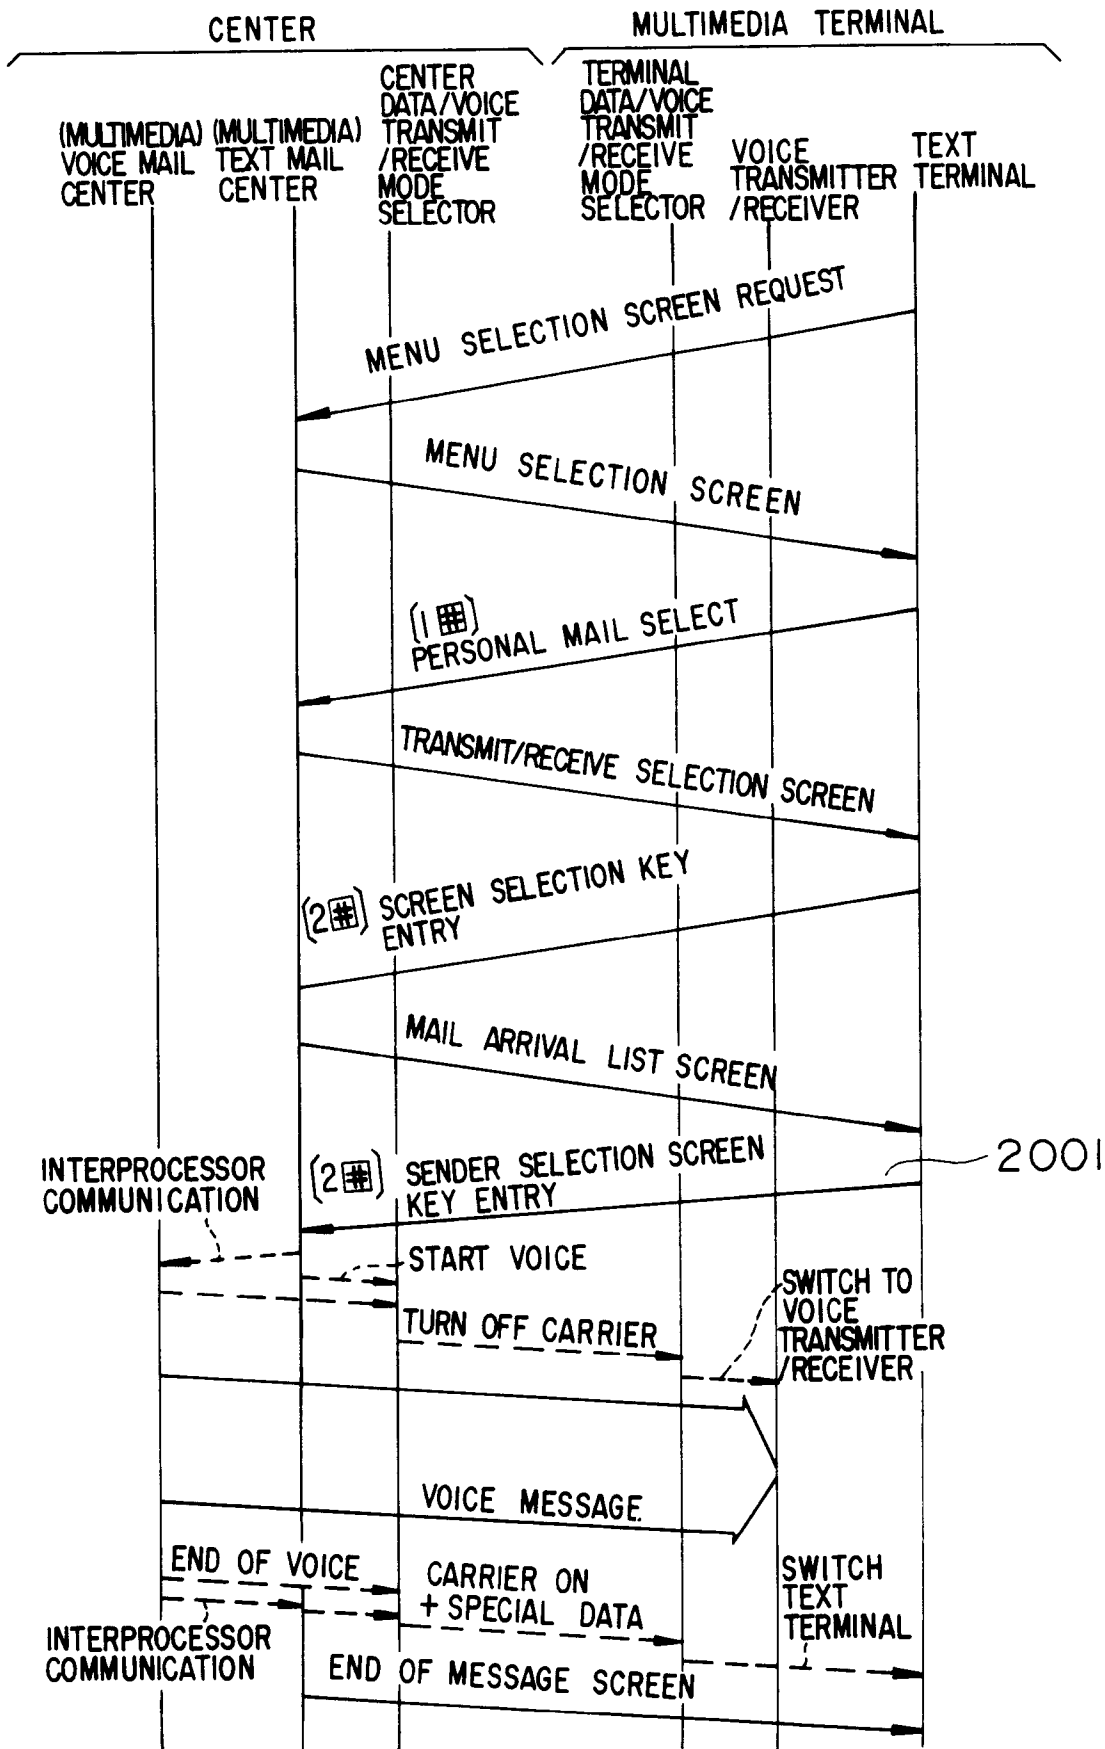 CENTER
MULTIMEDIA TERMINAL
(MULTIMEDIA)
VOICE MAIL
CENTER
(MULTIMEDIA)
TEXT MAIL
CENTER
CENTER
DATA/VOICE
TRANSMIT
/RECEIVE
MODE
SELECTOR
TERMINAL
DATA/VOICE
TRANSMIT
/RECEIVE
MODE
SELECTOR
VOICE
TRANSMITTER
/RECEIVER
TEXT
TERMINAL
MENU SELECTION SCREEN REQUEST
MENU SELECTION SCREEN
(1 #)
PERSONAL MAIL SELECT
TRANSMIT/RECEIVE SELECTION SCREEN
(2 #) SCREEN SELECTION KEY
ENTRY
MAIL ARRIVAL LIST SCREEN
2001
INTERPROCESSOR
COMMUNICATION
(2 #) SENDER SELECTION SCREEN
KEY ENTRY
START VOICE
SWITCH TO
VOICE
TRANSMITTER
/RECEIVER
TURN OFF CARRIER
VOICE MESSAGE.
END OF VOICE
CARRIER ON
+ SPECIAL DATA
SWITCH
TEXT
TERMINAL
INTERPROCESSOR
COMMUNICATION
END OF MESSAGE SCREEN